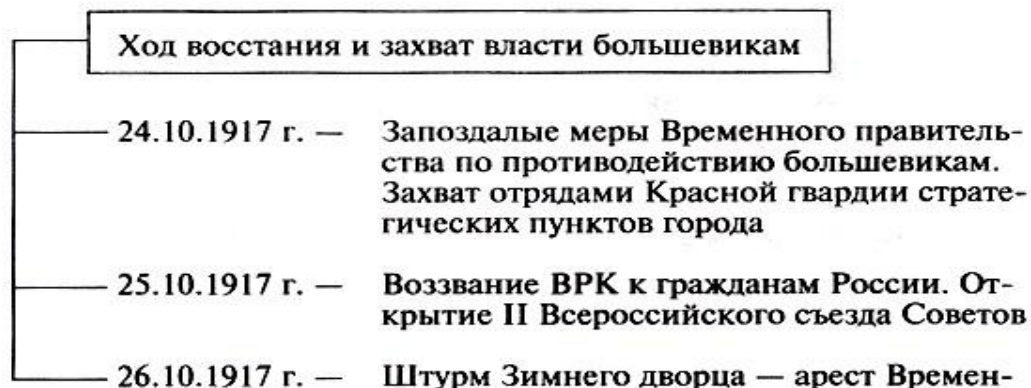 Ход восстания и захват власти большевикам
24.10.1917 г. — Запоздалые меры Временного правитель-
ства по противодействию большевикам.
Захват отрядами Красной гвардии страте-
гических пунктов города
25.10.1917 г. — Воззвание ВРК к гражданам России. От-
крытие II Всероссийского съезда Советов
26.10.1917 г. — Штурм Зимнего дворца — арест Времен-